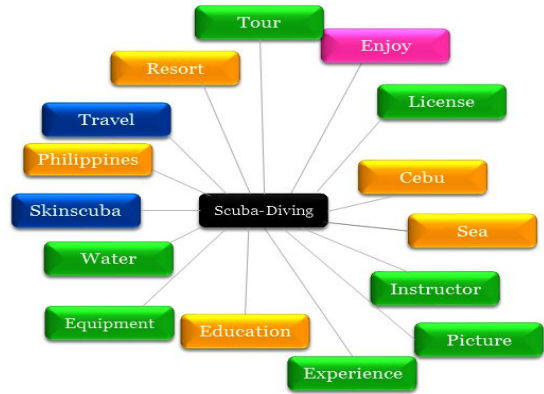 Tour
Enjoy
Resort
License
Travel
Philippines
Cebu
Skinscuba
Scuba-Diving
Sea
Water
Instructor
Equipment
Education
Picture
Experience